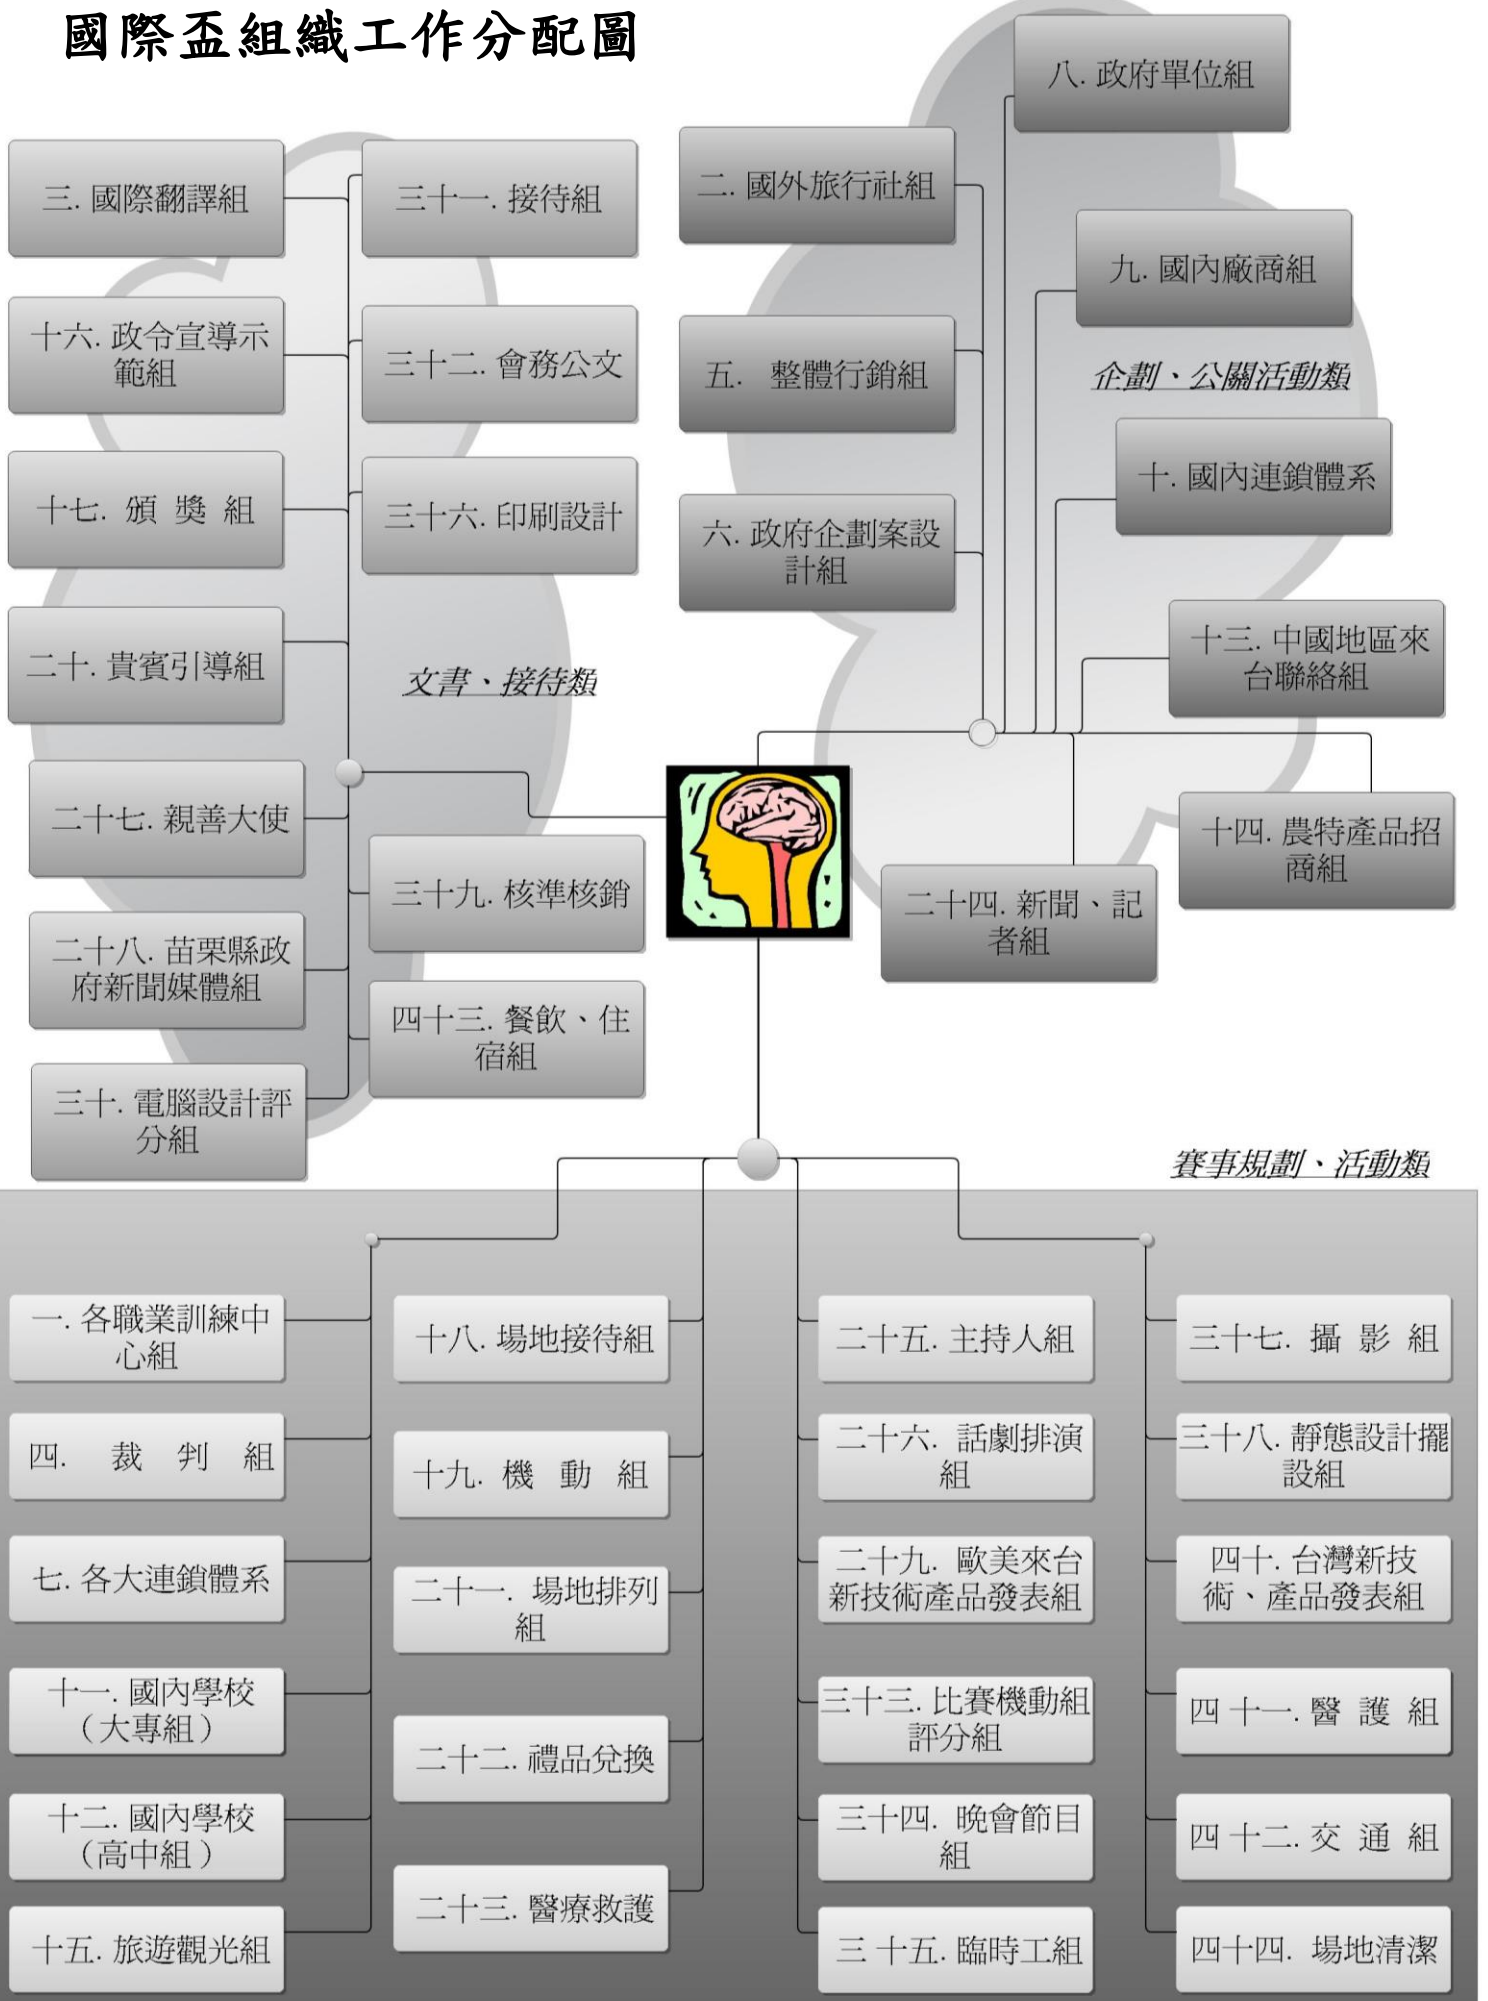 國際盃組織工作分配圖
八. 政府單位組
三. 國際翻譯組
三十一. 接待組
二. 國外旅行社組
九. 國內廠商組
十六. 政令宣導示
範組
三十二. 會務公文
五. 整體行銷組
企劃、公關活動類
十七. 頒 獎 組
三十六. 印刷設計
十. 國內連鎖體系
六. 政府企劃案設
計組
二十. 貴賓引導組
文書、接待類
十三. 中國地區來
台聯絡組
二十七. 親善大使
三十九. 核準核銷
十四. 農特產品招
商組
二十四. 新聞、記
者組
二十八. 苗栗縣政
府新聞媒體組
四十三. 餐飲、住
宿組
三十. 電腦設計評
分組
賽事規劃、活動類
一. 各職業訓練中
心組
四. 裁 判 組
七. 各大連鎖體系
十一. 國內學校
（大專組）
十二. 國內學校
（高中組）
十五. 旅遊觀光組
十八. 場地接待組
十九. 機 動 組
二十一. 場地排列
組
二十二. 禮品兌換
二十三. 醫療救護
二十五. 主持人組
二十六. 話劇排演
組
二十九. 歐美來台
新技術產品發表組
三十三. 比賽機動組
評分組
三十四. 晚會節目
組
三 十五. 臨時工組
三十七. 攝 影 組
三十八. 靜態設計擺
設組
四十. 台灣新技
術、產品發表組
四 十一. 醫 護 組
四 十二. 交 通 組
四十四. 場地清潔